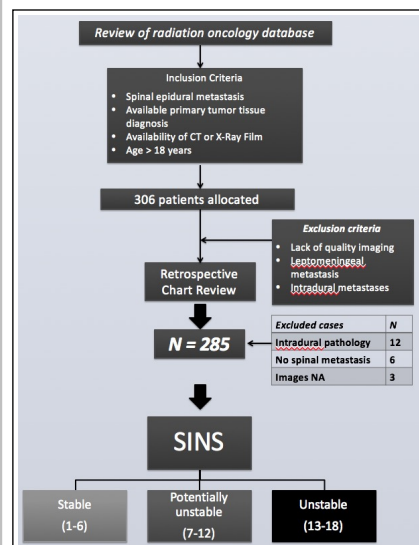 Review of radiation oncology database
Inclusion Criteria
• Spinal epidural metastasis
• Available primary tumor tissue
diagnosis
• Availability of CT or X-Ray Film
• Age > 18 years
306 patients allocated
Exclusion criteria
• Lack of quality imaging
• Leptomeningeal
metastasis
• Intradural metastases
Retrospective
Chart Review
N = 285
Excluded cases N
Intradural pathology 12
No spinal metastasis 6
Images NA 3
SINS
Stable
(1-6)
Potentially
unstable
(7-12)
Unstable
(13-18)